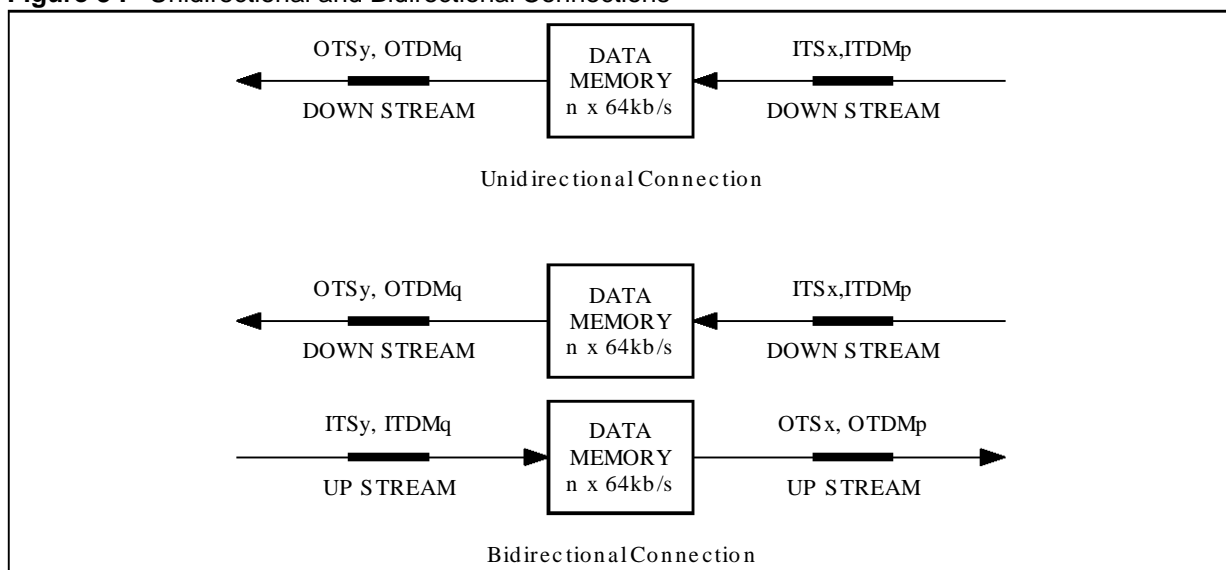 Figure 34 Unidirectional and Bidirectional Connections
OTSy, OTDMq
DATA
MEMORY
n x 64kb/s
ITSx,ITDMp
DOWN STREAM
DOWN STREAM
Unidirectional Connection
OTSy, OTDMq
DATA
MEMORY
n x 64kb/s
ITSx,ITDMp
DOWN STREAM
DOWN STREAM
ITSy, ITDMq
DATA
MEMORY
n x 64kb/s
OTSx, OTDMp
UP STREAM
UP STREAM
Bidirectional Connection